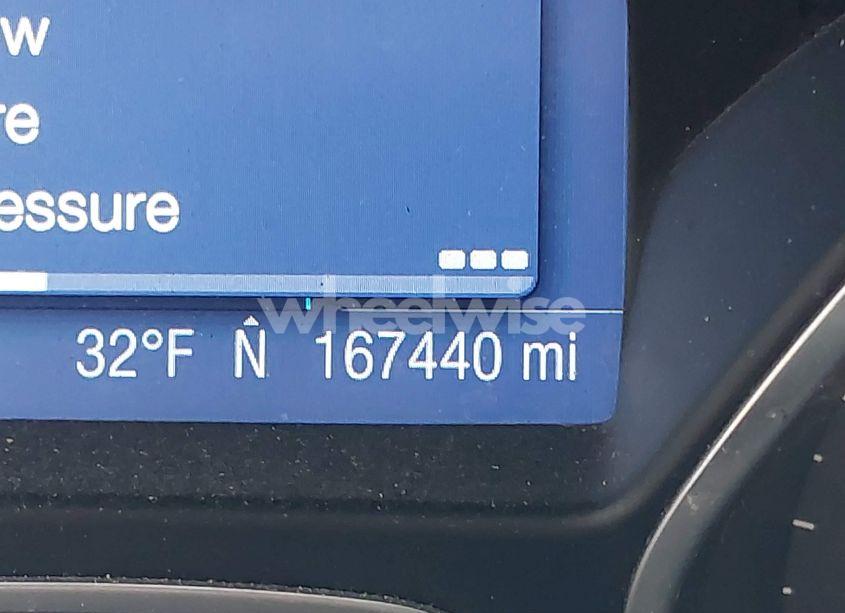 w
re
essure
wheelwise
32°F N 167440 mi